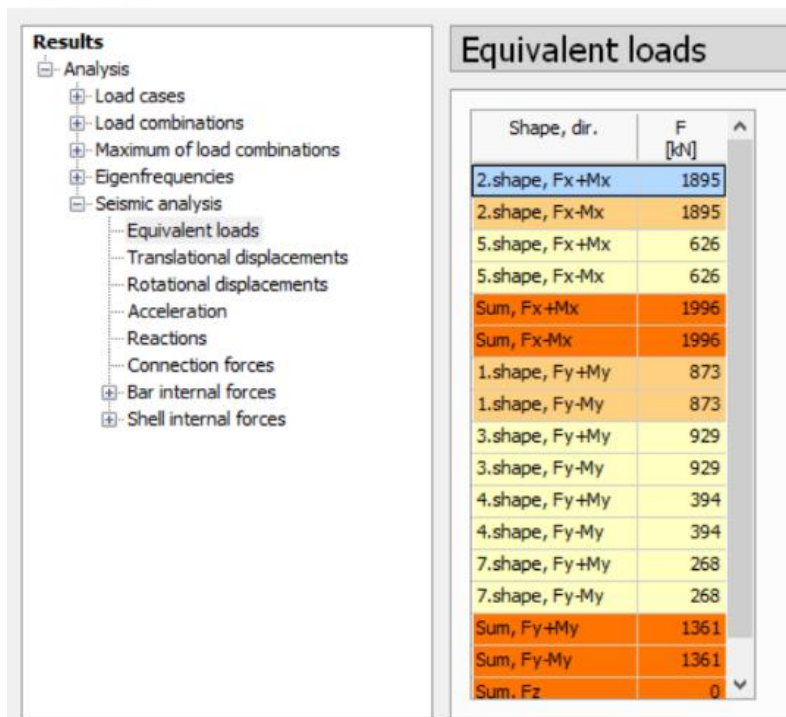 Results
Analysis
Load cases
Load combinations
Maximum of load combinations
Eigenfrequencies
Seismic analysis
Equivalent loads
Translational displacements
Rotational displacements
Acceleration
Reactions
Connection forces
Bar internal forces
Shell internal forces
Equivalent loads
Shape, dir. F
[kN]
2.shape, Fx+Mx 1895
2.shape, Fx-Mx 1895
5.shape, Fx+Mx 626
5.shape, Fx-Mx 626
Sum, Fx+Mx 1996
Sum, Fx-Mx 1996
1.shape, Fy+My 873
1.shape, Fy-My 873
3.shape, Fy+My 929
3.shape, Fy-My 929
4.shape, Fy+My 394
4.shape, Fy-My 394
7.shape, Fy+My 268
7.shape, Fy-My 268
Sum, Fy+My 1361
Sum, Fy-My 1361
Sum, Fz 0